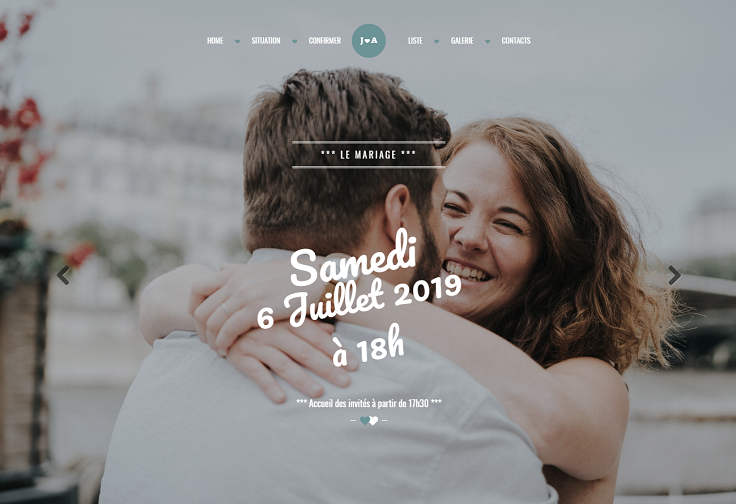 HOME ♥ SITUATION ♥ CONFIRMER J♥A LISTE ♥ GALERIE ♥ CONTACTS
*** LE MARIAGE ***
Samedi
6 Juillet 2019
à 18h
*** Accueil des invités à partir de 17h30 ***